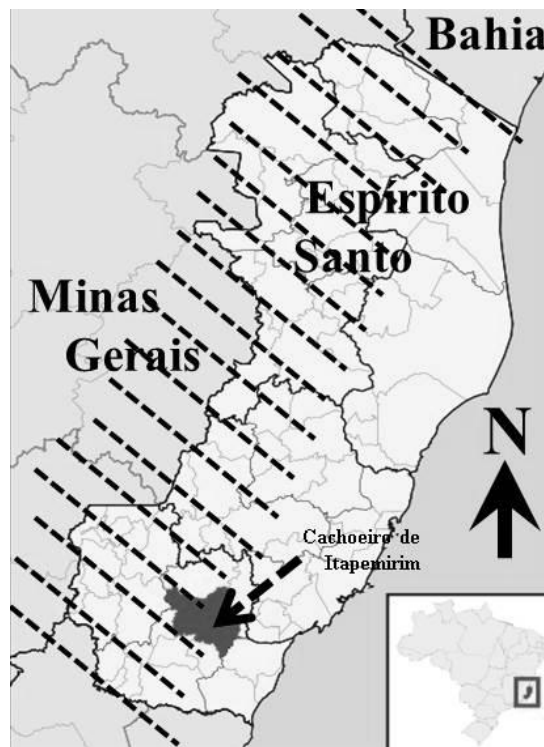 Bahia
Espírito
Santo
Minas
Gerais
N
Cachoeiro de
Itapemirim